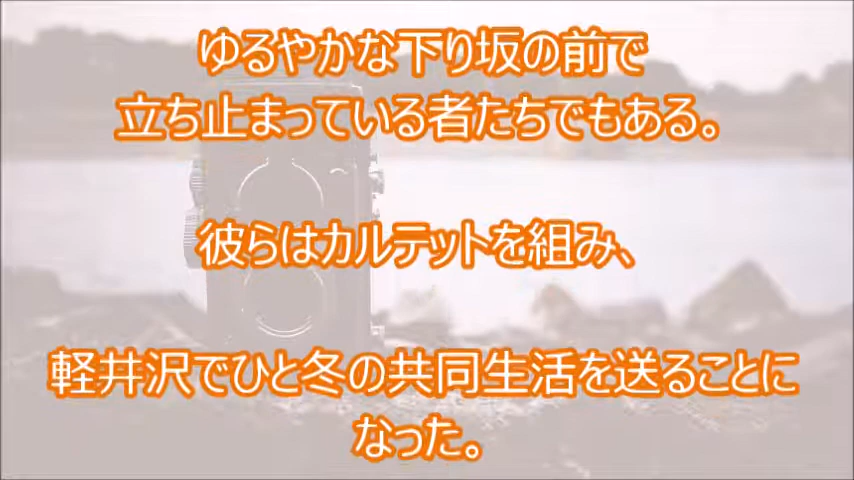 ゆるやかな下り坂の前で
立ち止まっている者たちでもある。
彼らはカルテットを組み、
軽井沢でひと冬の共同生活を送ることに
なった。